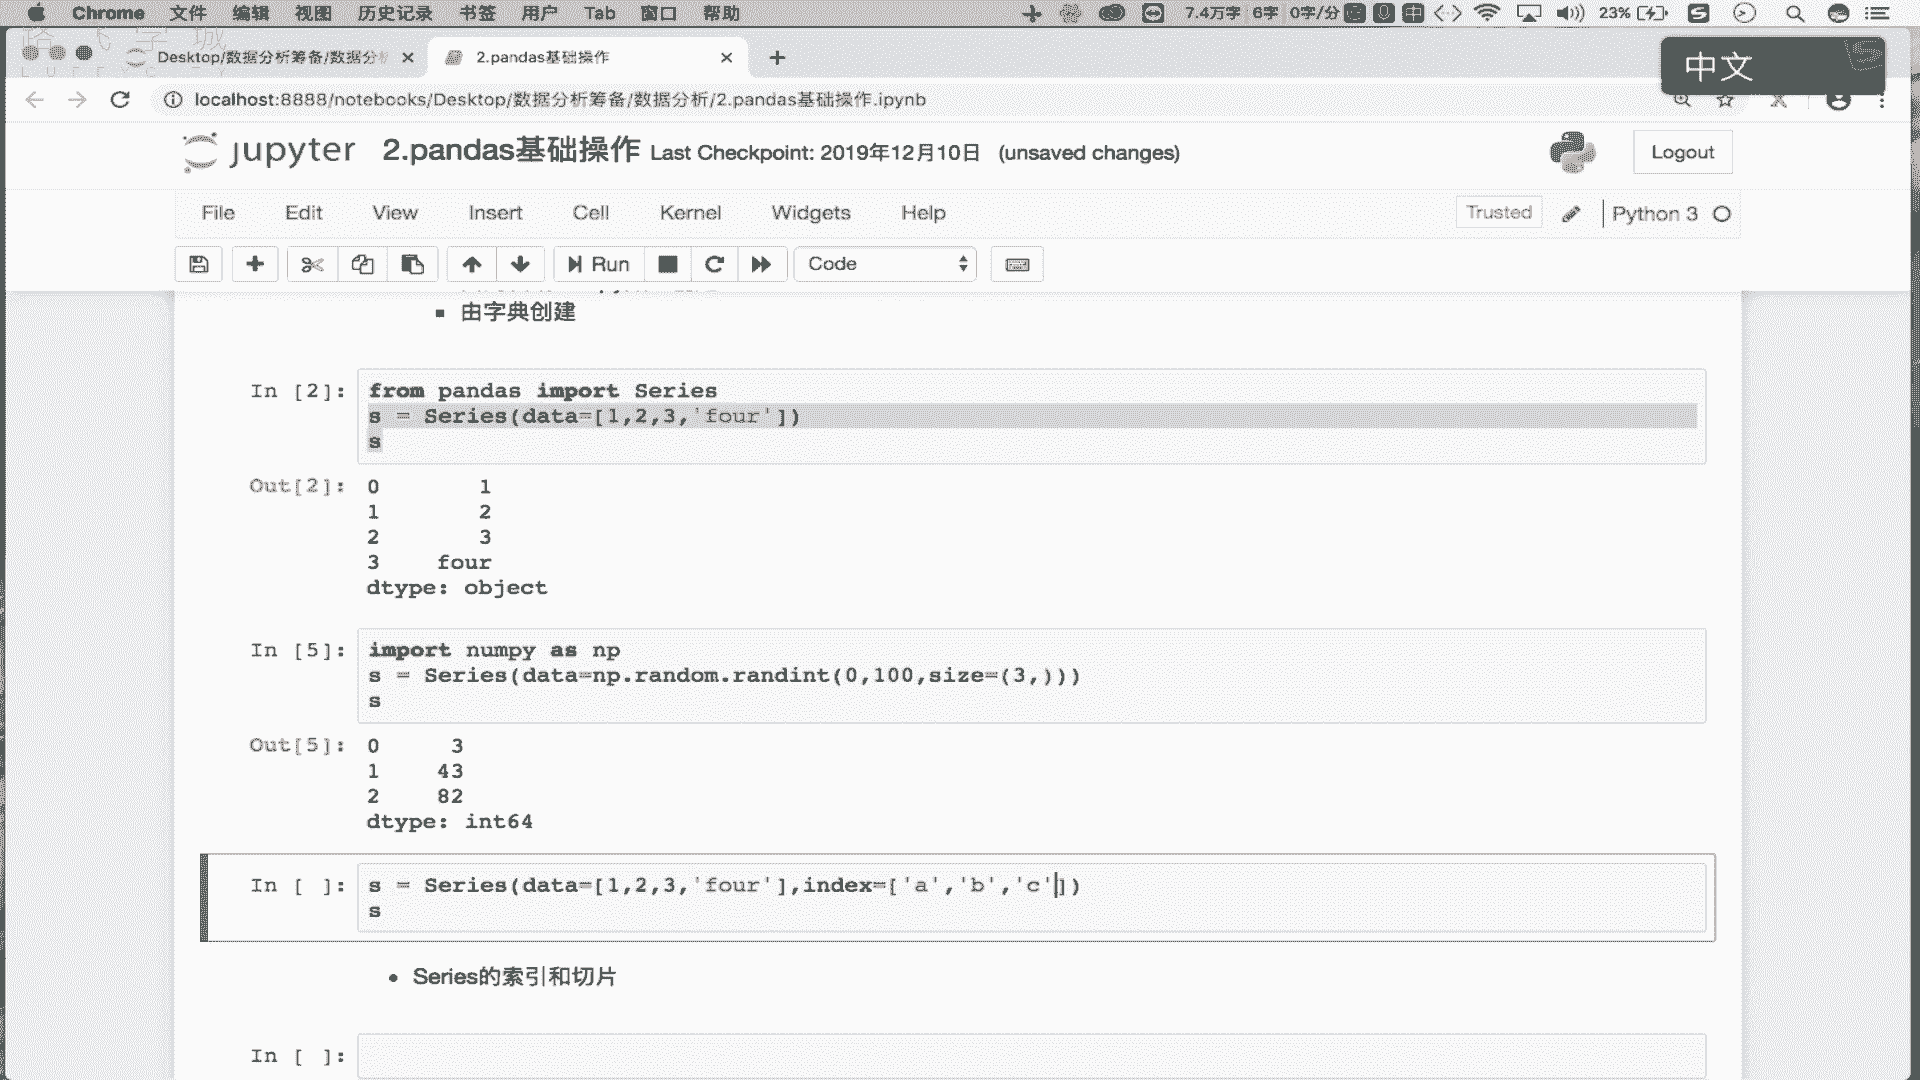 Chrome 文件 编辑 视图 历史记录 书签 用户 Tab 窗口 帮助 7.4万字 6字 0字/分 中 23%
Desktop/数据分析筹备/数据分 2.pandas基础操作
中文
localhost:8888/notebooks/Desktop/数据分析筹备/数据分析/2.pandas基础操作.ipynb
jupyter 2.pandas基础操作 Last Checkpoint: 2019年12月10日 (unsaved changes) Logout
File Edit View Insert Cell Kernel Widgets Help Trusted Python 3
Run Code
由字典创建
In [2]: from pandas import Series
s = Series(data=[1,2,3,'four'])
s
Out[2]: 0 1
1 2
2 3
3 four
dtype: object
In [5]: import numpy as np
s = Series(data=np.random.randint(0,100,size=(3,)))
s
Out[5]: 0 3
1 43
2 82
dtype: int64
In [ ]: s = Series(data=[1,2,3,'four'],index=['a','b','c'])
s
Series的索引和切片
In [ ]: